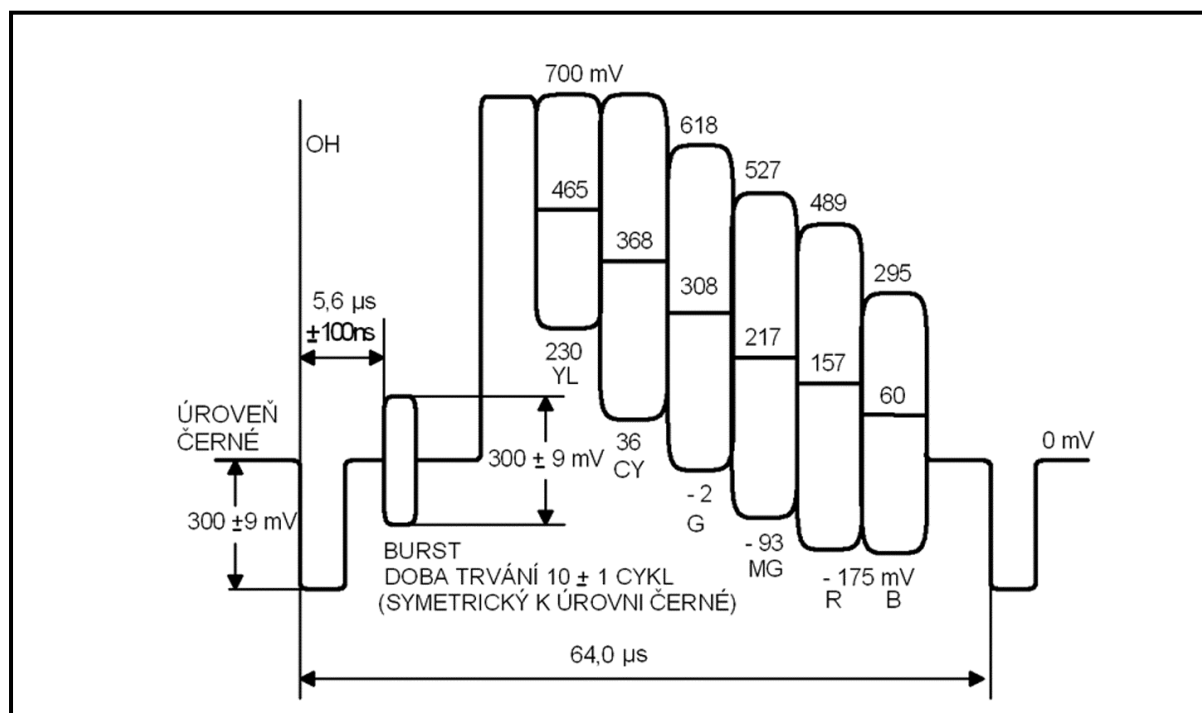 700 mV
OH
618
527
465
489
368
295
308
5,6 µs
±100ns
217
230
YL
157
60
ÚROVEŇ
ČERNÉ
36
CY
300 ± 9 mV
0 mV
- 2
G
300 ±9 mV
- 93
MG
BURST
DOBA TRVÁNÍ 10 ± 1 CYKL
(SYMETRICKÝ K ÚROVNI ČERNÉ)
- 175 mV
R B
64,0 µs